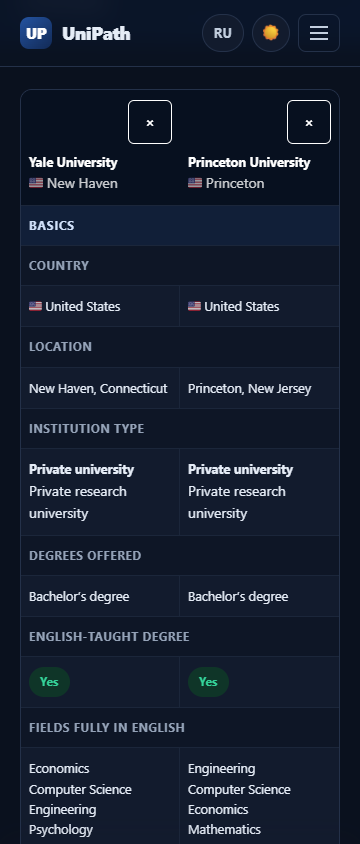 UP UniPath RU
× ×
Yale University Princeton University
New Haven Princeton
BASICS
COUNTRY
United States United States
LOCATION
New Haven, Connecticut Princeton, New Jersey
INSTITUTION TYPE
Private university Private university
Private research Private research
university university
DEGREES OFFERED
Bachelor's degree Bachelor's degree
ENGLISH-TAUGHT DEGREE
Yes Yes
FIELDS FULLY IN ENGLISH
Economics Engineering
Computer Science Computer Science
Engineering Economics
Psychology Mathematics